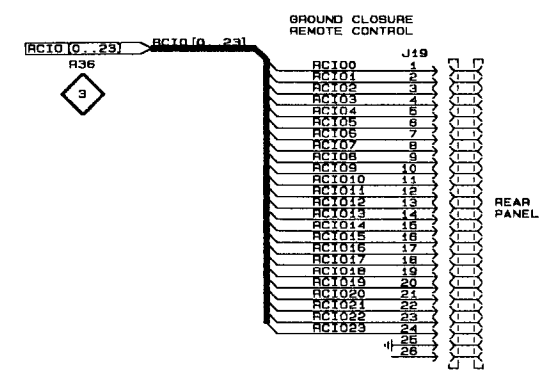 GROUND CLOSURE
REMOTE CONTROL
RCIO[0..23]
RCIO[0..23]
J19
A36
3
RCIO0 1
RCIO1 2
RCIO2 3
RCIO3 4
RCIO4 5
RCIO5 6
RCIO6 7
RCIO7 8
RCIO8 9
RCIO9 10
RCIO10 11
RCIO11 12
RCIO12 13
RCIO13 14
RCIO14 15
RCIO15 16
RCIO16 17
RCIO17 18
RCIO18 19
RCIO19 20
RCIO20 21
RCIO21 22
RCIO22 23
RCIO23 24
25
26
REAR
PANEL